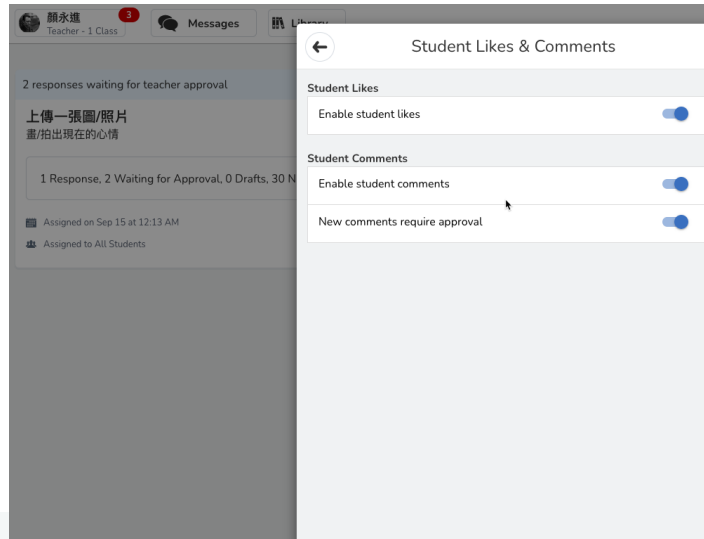 顏永進
Teacher - 1 Class
3
Messages
Library
2 responses waiting for teacher approval
上傳一張圖/照片
畫/拍出現在的心情
1 Response, 2 Waiting for Approval, 0 Drafts, 30 N
Assigned on Sep 15 at 12:13 AM
Assigned to All Students
Student Likes & Comments
Student Likes
Enable student likes
Student Comments
Enable student comments
New comments require approval